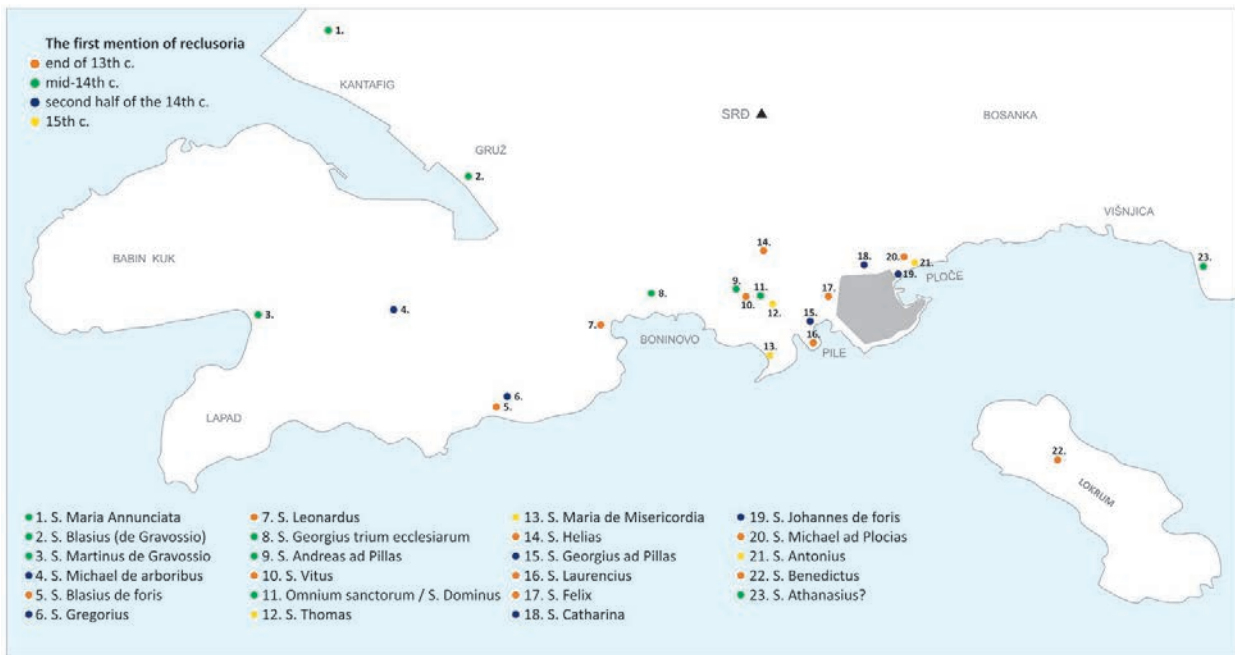 The first mention of reclusoria
end of 13th c.
mid-14th c.
second half of the 14th c.
15th c.
1.
KANTAFIG
SRĐ
BOSANKA
GRUŽ
2.
VIŠNJICA
BABIN KUK
14.
18.
20.
21.
23.
19.
PLOČE
9.
11.
8.
17.
10.
12.
3.
4.
7.
15.
BONINOVO
16.
PILE
13.
6.
5.
LAPAD
22.
LOKRUM
1. S. Maria Annunciata
2. S. Blasius (de Gravossio)
3. S. Martinus de Gravossio
4. S. Michael de arboribus
5. S. Blasius de foris
6. S. Gregorius
7. S. Leonardus
8. S. Georgius trium ecclesiarum
9. S. Andreas ad Pillas
10. S. Vitus
11. Omnium sanctorum / S. Dominus
12. S. Thomas
13. S. Maria de Misericordia
14. S. Helias
15. S. Georgius ad Pillas
16. S. Laurencius
17. S. Felix
18. S. Catharina
19. S. Johannes de foris
20. S. Michael ad Plocias
21. S. Antonius
22. S. Benedictus
23. S. Athanasius?